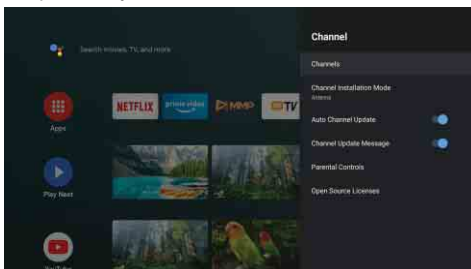 Search movies, TV, and more
Apps
NETFLIX
prime video
MMP
TV
Play Next
YouTube
Channel
Channels
Channel Installation Mode
Antenna
Auto Channel Update
Channel Update Message
Parental Controls
Open Source Licenses